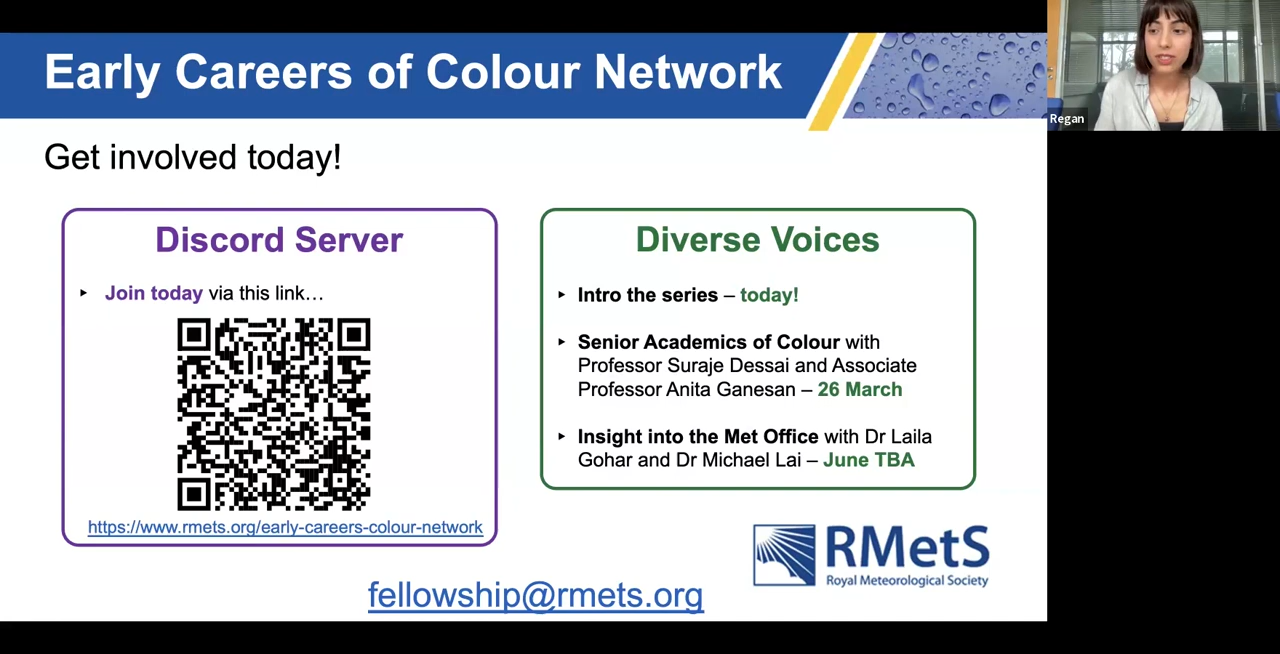 Early Careers of Colour Network
Regan
Get involved today!
Discord Server
‣ Join today via this link…
https://www.rmets.org/early-careers-colour-network
Diverse Voices
‣ Intro the series – today!
‣ Senior Academics of Colour with
Professor Suraje Dessai and Associate
Professor Anita Ganesan – 26 March
‣ Insight into the Met Office with Dr Laila
Gohar and Dr Michael Lai – June TBA
RMetS
Royal Meteorological Society
fellowship@rmets.org